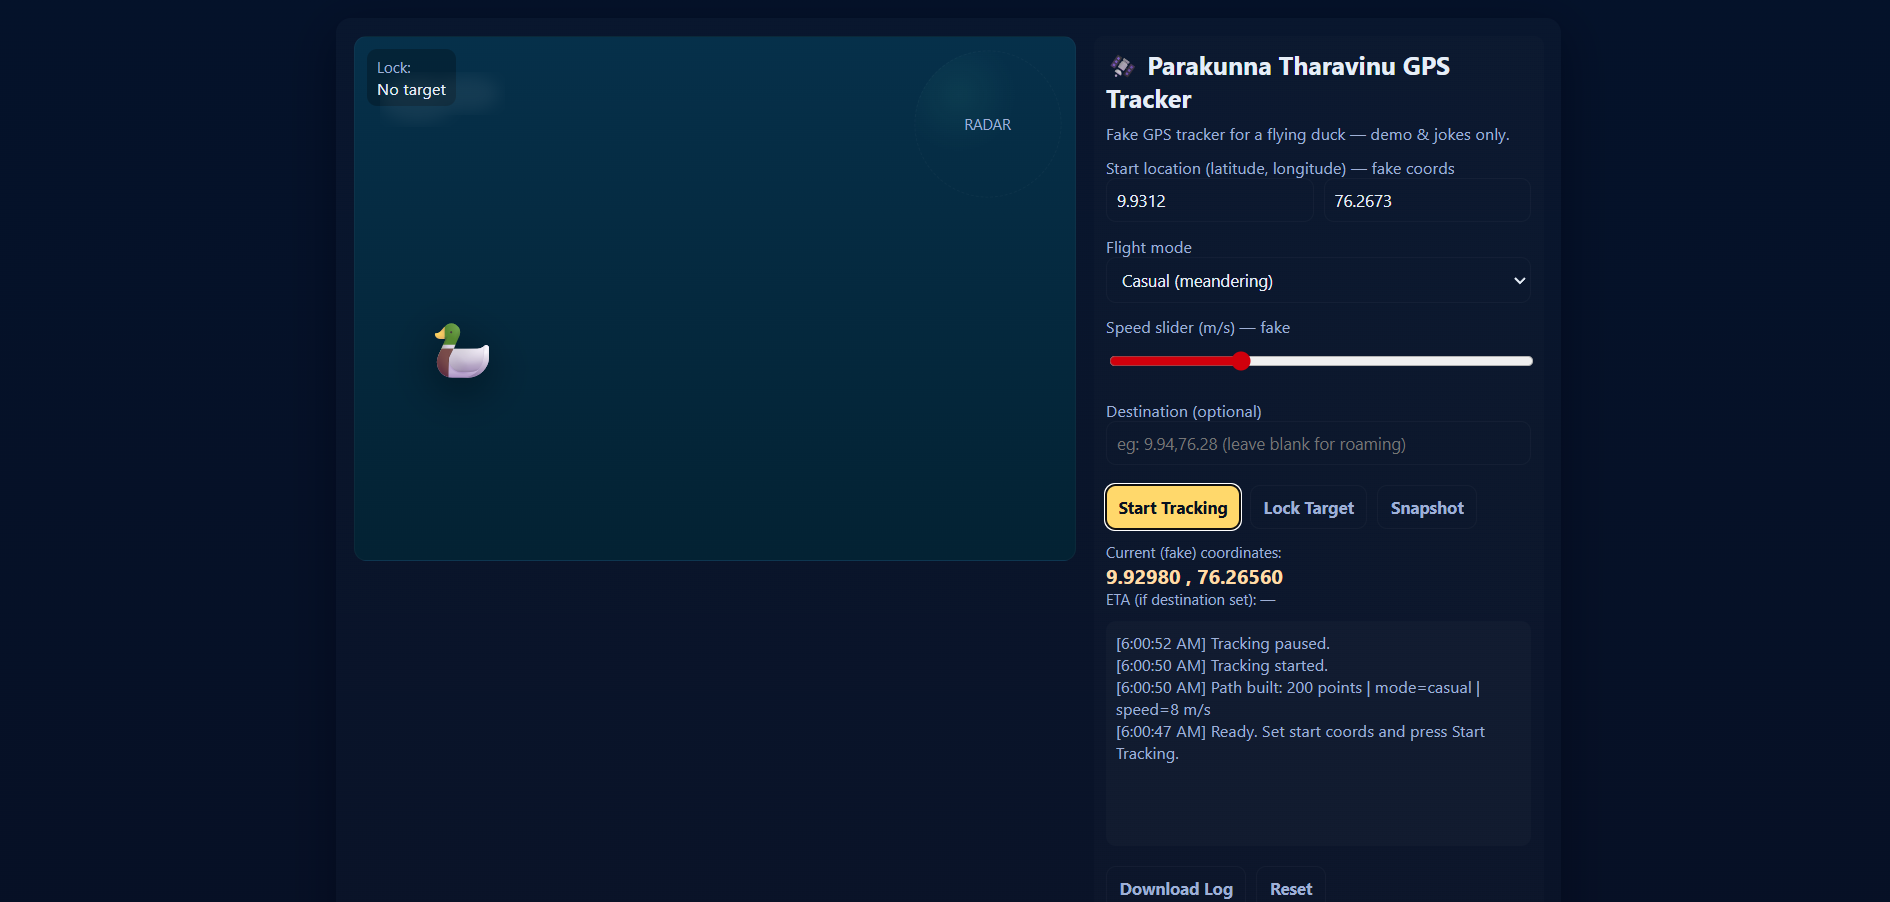 Lock:
No target
RADAR
Parakunna Tharavinu GPS
Tracker
Fake GPS tracker for a flying duck — demo & jokes only.
Start location (latitude, longitude) — fake coords
9.9312
76.2673
Flight mode
Casual (meandering)
Speed slider (m/s) — fake
Destination (optional)
eg: 9.94,76.28 (leave blank for roaming)
Start Tracking
Lock Target
Snapshot
Current (fake) coordinates:
9.92980 , 76.26560
ETA (if destination set): —
[6:00:52 AM] Tracking paused.
[6:00:50 AM] Tracking started.
[6:00:50 AM] Path built: 200 points | mode=casual |
speed=8 m/s
[6:00:47 AM] Ready. Set start coords and press Start
Tracking.
Download Log
Reset